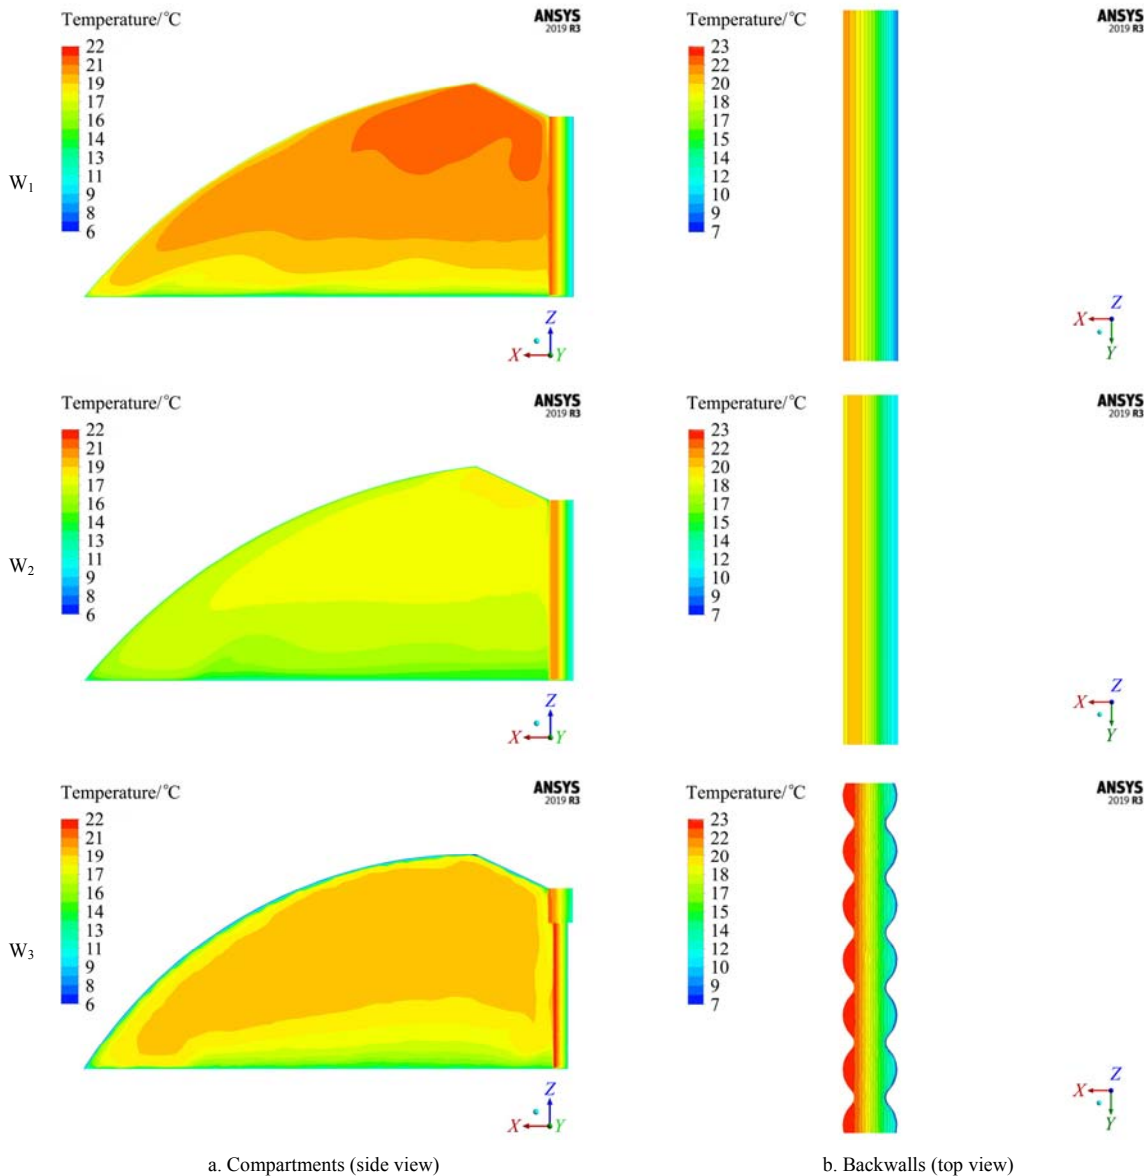 Temperature/°C
ANSYS
2019 R3
22
21
19
17
16
14
13
11
9
8
6
W1
Z
X
Y
Temperature/°C
ANSYS
2019 R3
23
22
20
18
17
15
14
12
10
9
7
X
Z
Y
Temperature/°C
ANSYS
2019 R3
22
21
19
17
16
14
13
11
9
8
6
W2
Z
X
Y
Temperature/°C
ANSYS
2019 R3
23
22
20
18
17
15
14
12
10
9
7
X
Z
Y
Temperature/°C
ANSYS
2019 R3
22
21
19
17
16
14
13
11
9
8
6
W3
Z
X
Y
Temperature/°C
ANSYS
2019 R3
23
22
20
18
17
15
14
12
10
9
7
X
Z
Y
a. Compartments (side view)
b. Backwalls (top view)